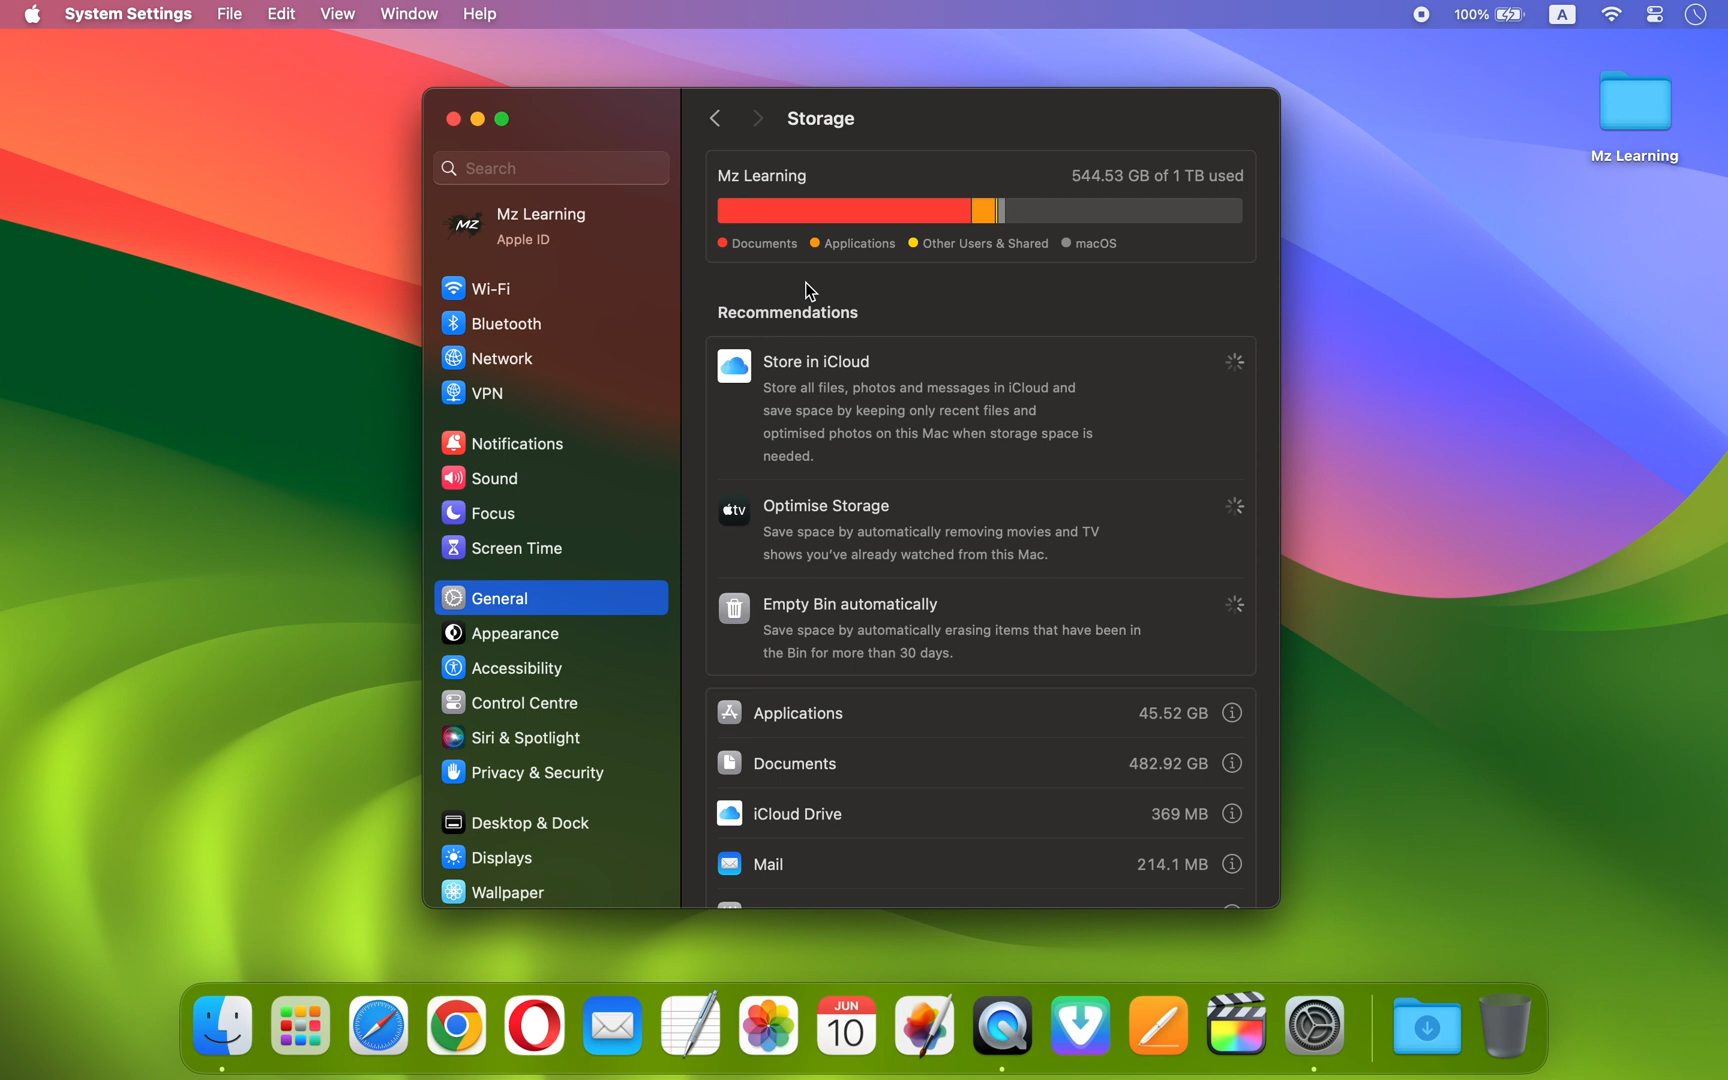 System Settings File Edit View Window Help 100% A
Mz Learning
Storage
Search
MZ Mz Learning
Apple ID
Wi-Fi
Bluetooth
Network
VPN
Notifications
Sound
Focus
Screen Time
General
Appearance
Accessibility
Control Centre
Siri & Spotlight
Privacy & Security
Desktop & Dock
Displays
Wallpaper
Mz Learning 544.53 GB of 1 TB used
Documents Applications Other Users & Shared macOS
Recommendations
Store in iCloud
Store all files, photos and messages in iCloud and
save space by keeping only recent files and
optimised photos on this Mac when storage space is
needed.
tv Optimise Storage
Save space by automatically removing movies and TV
shows you've already watched from this Mac.
Empty Bin automatically
Save space by automatically erasing items that have been in
the Bin for more than 30 days.
Applications 45.52 GB
Documents 482.92 GB
iCloud Drive 369 MB
Mail 214.1 MB
JUN
10